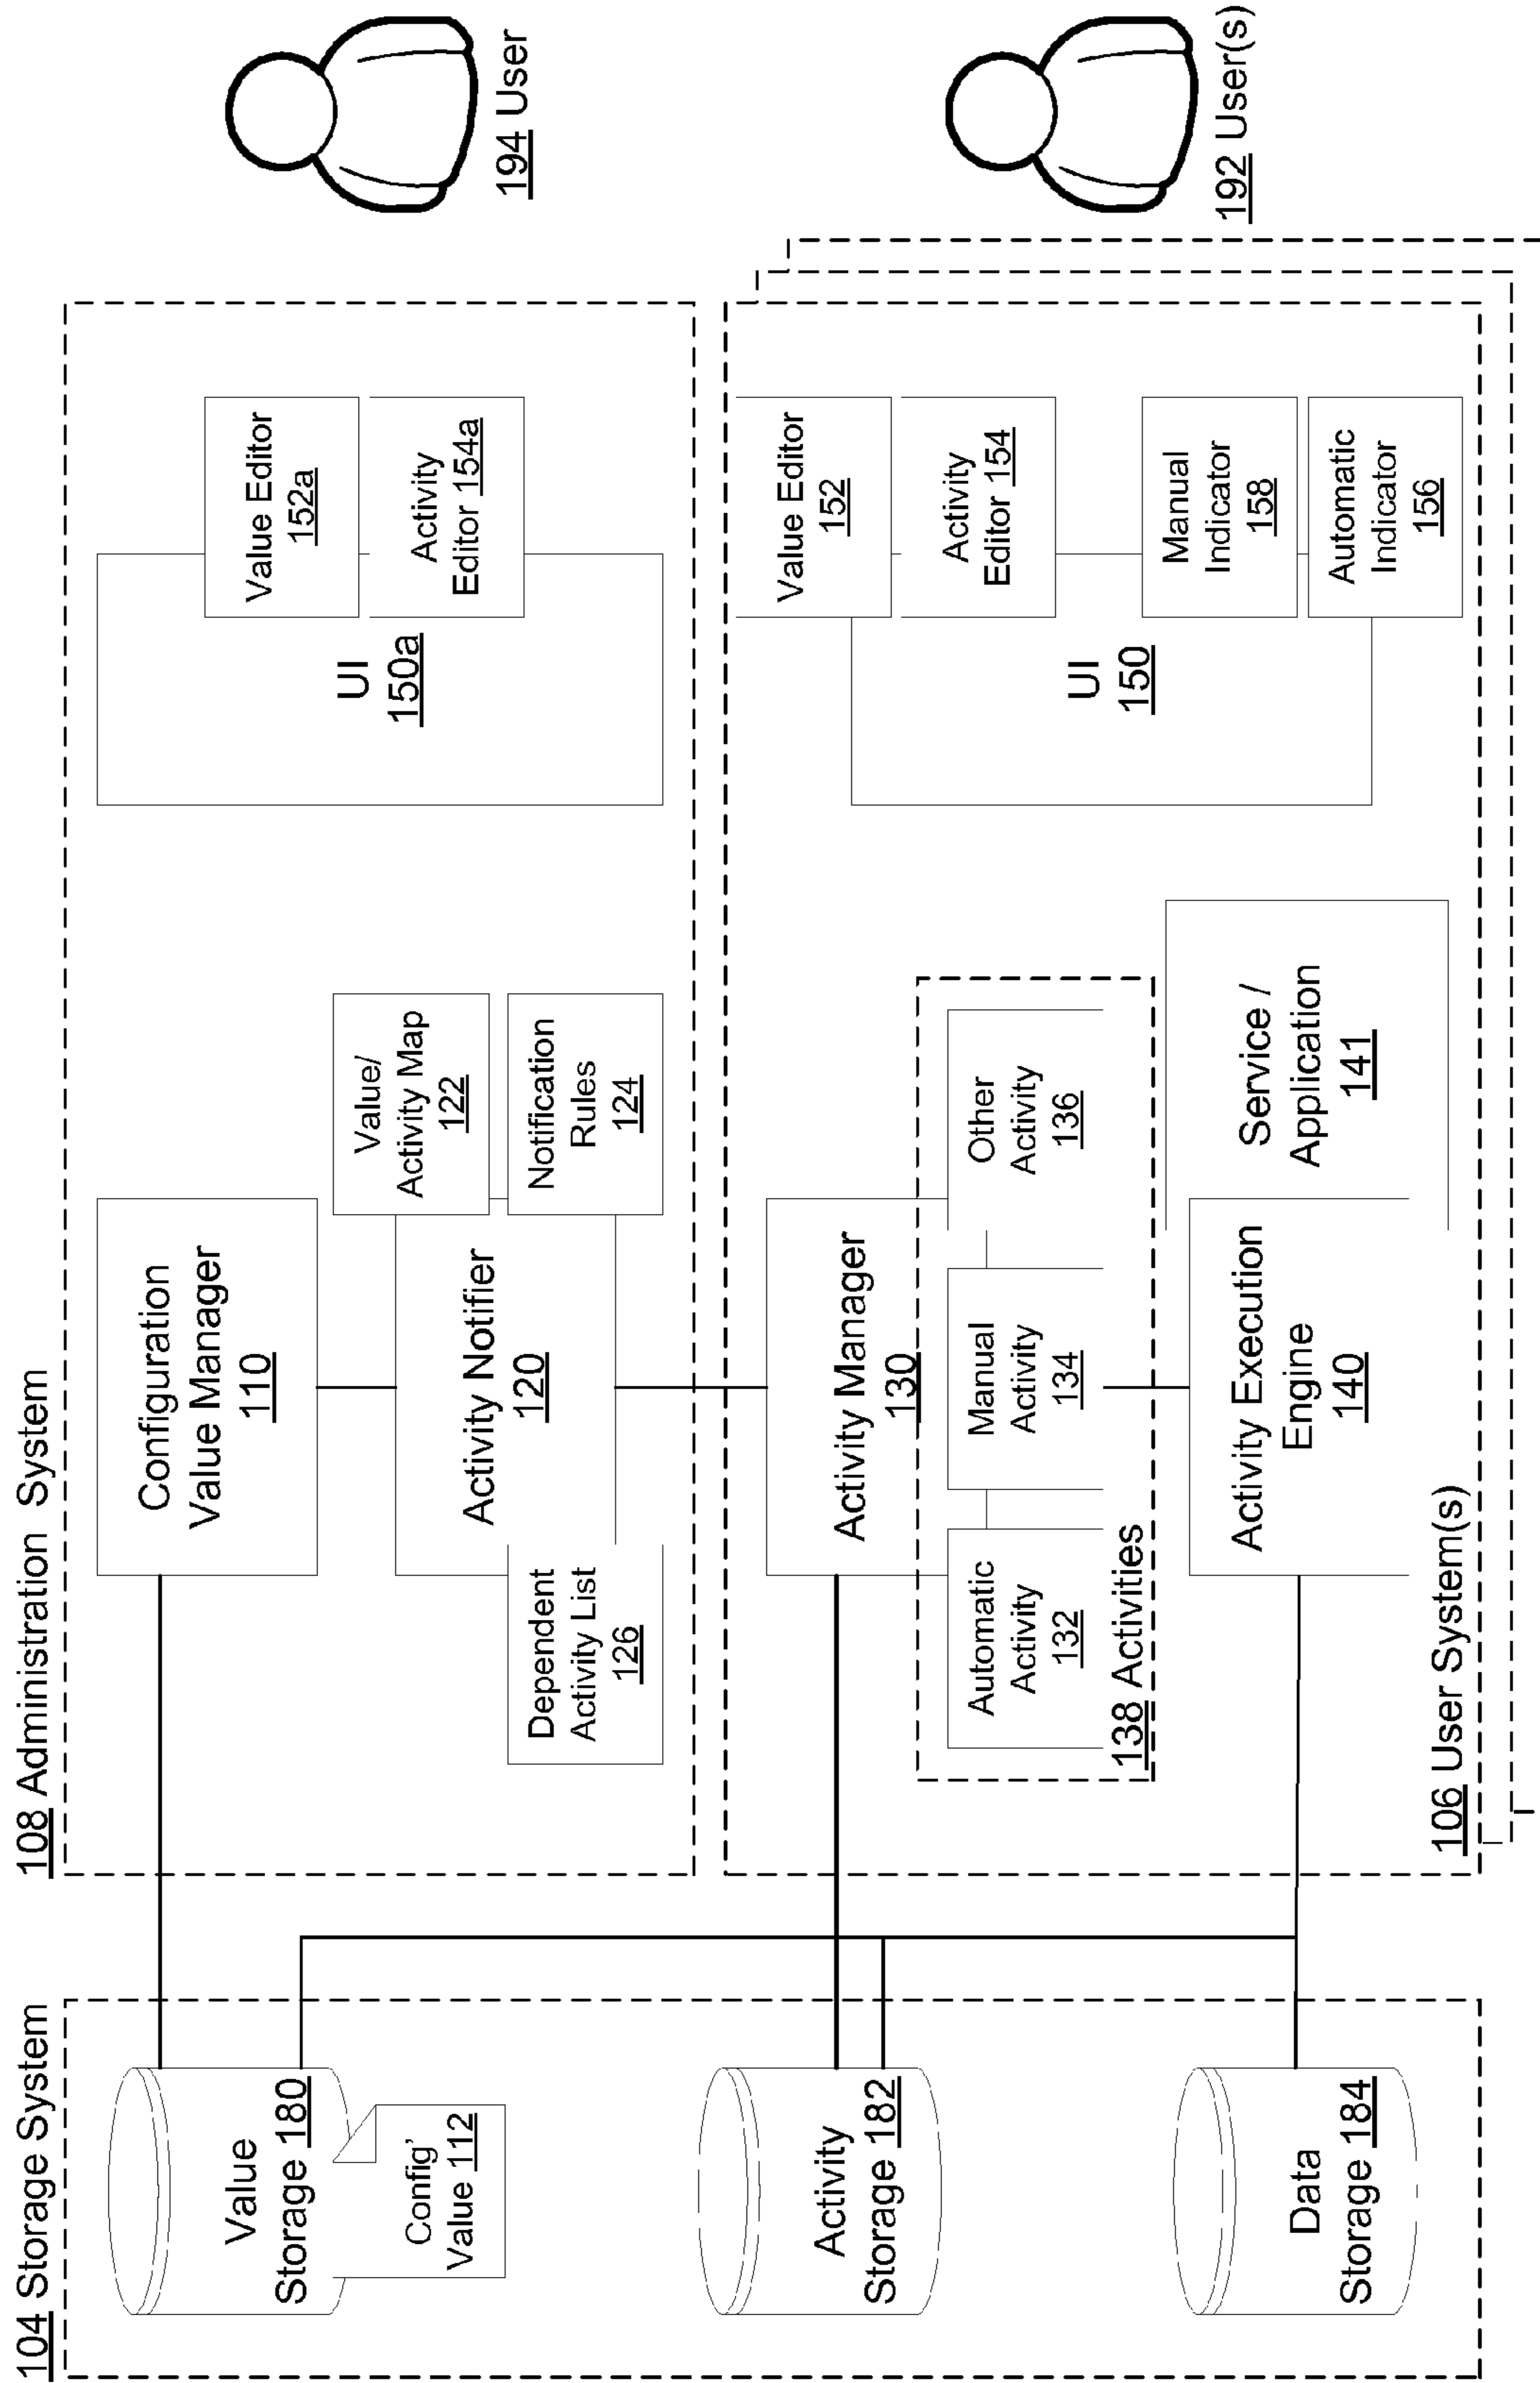 104 Storage System
Value
Storage 180
Config'
Value 112
Activity
Storage 182
Data
Storage 184
108 Administration System
Configuration
Value Manager
110
Activity Notifier
120
Value/
Activity Map
122
Notification
Rules
124
Dependent
Activity List
126
UI
150a
Value Editor
152a
Activity
Editor 154a
194 User
106 User System(s)
Activity Manager
130
Automatic
Activity
132
Manual
Activity
134
Other
Activity
136
138 Activities
Activity Execution
Engine
140
Service /
Application
141
UI
150
Value Editor
152
Activity
Editor 154
Manual
Indicator
158
Automatic
Indicator
156
192 User(s)